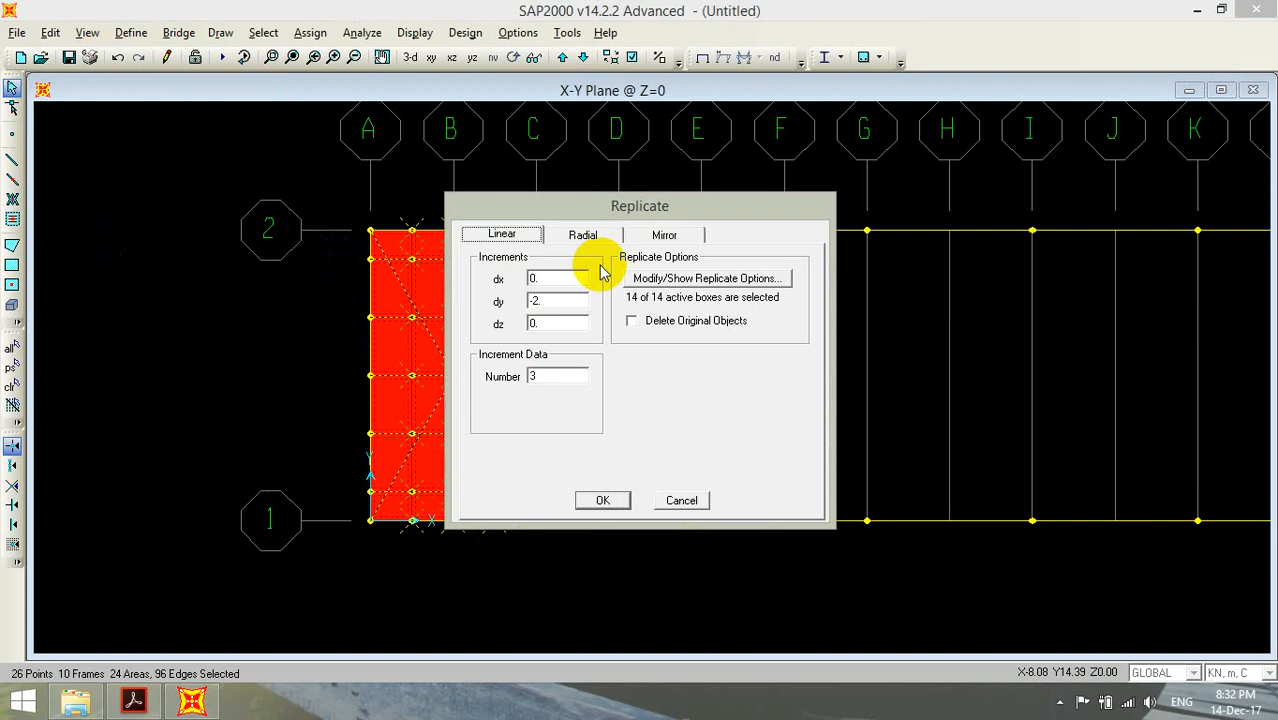 SAP2000 v14.2.2 Advanced - (Untitled)
File Edit View Define Bridge Draw Select Assign Analyze Display Design Options Tools Help
3-d xy xz yz nv nd
X-Y Plane @ Z=0
A B C D E F G H I J K
2
1
Y
X
Replicate
Linear Radial Mirror
Increments
dx 0.
dy -2.
dz 0.
Increment Data
Number 3
Replicate Options
Modify/Show Replicate Options...
14 of 14 active boxes are selected
Delete Original Objects
OK Cancel
all
ps
clr
26 Points 10 Frames 24 Areas, 96 Edges Selected
X-8.08 Y14.39 Z0.00
GLOBAL
KN, m, C
ENG
8:32 PM
14-Dec-17